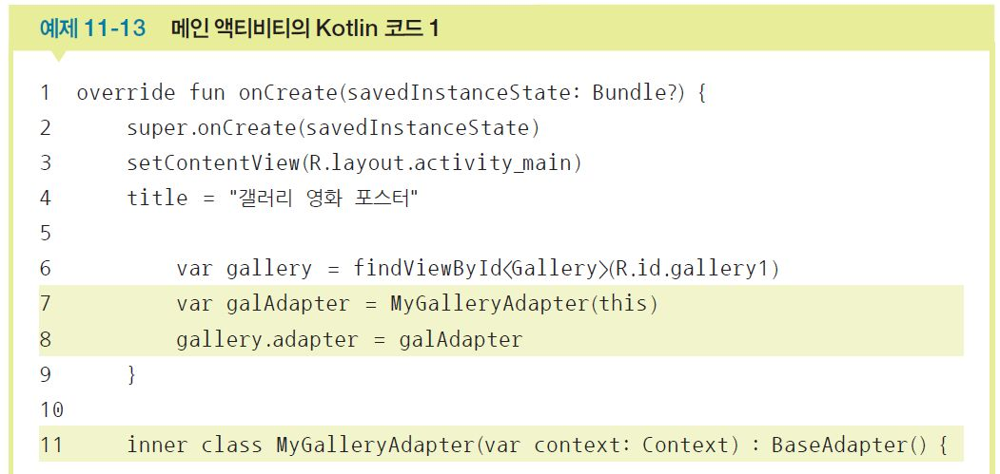 예제 11-13 메인 액티비티의 Kotlin 코드 1
1 override fun onCreate(savedInstanceState: Bundle?) {
2 super.onCreate(savedInstanceState)
3 setContentView(R.layout.activity_main)
4 title = "갤러리 영화 포스터"
5
6 var gallery = findViewById<Gallery>(R.id.gallery1)
7 var galAdapter = MyGalleryAdapter(this)
8 gallery.adapter = galAdapter
9 }
10
11 inner class MyGalleryAdapter(var context: Context) : BaseAdapter() {